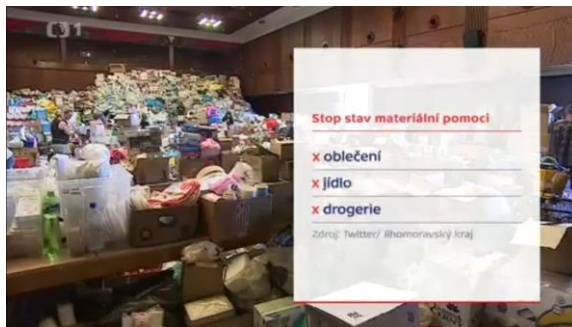 ČT1
Stop stav materiální pomoci
x oblečení
x jídlo
x drogerie
Zdroj: Twitter/ Jihomoravský kraj